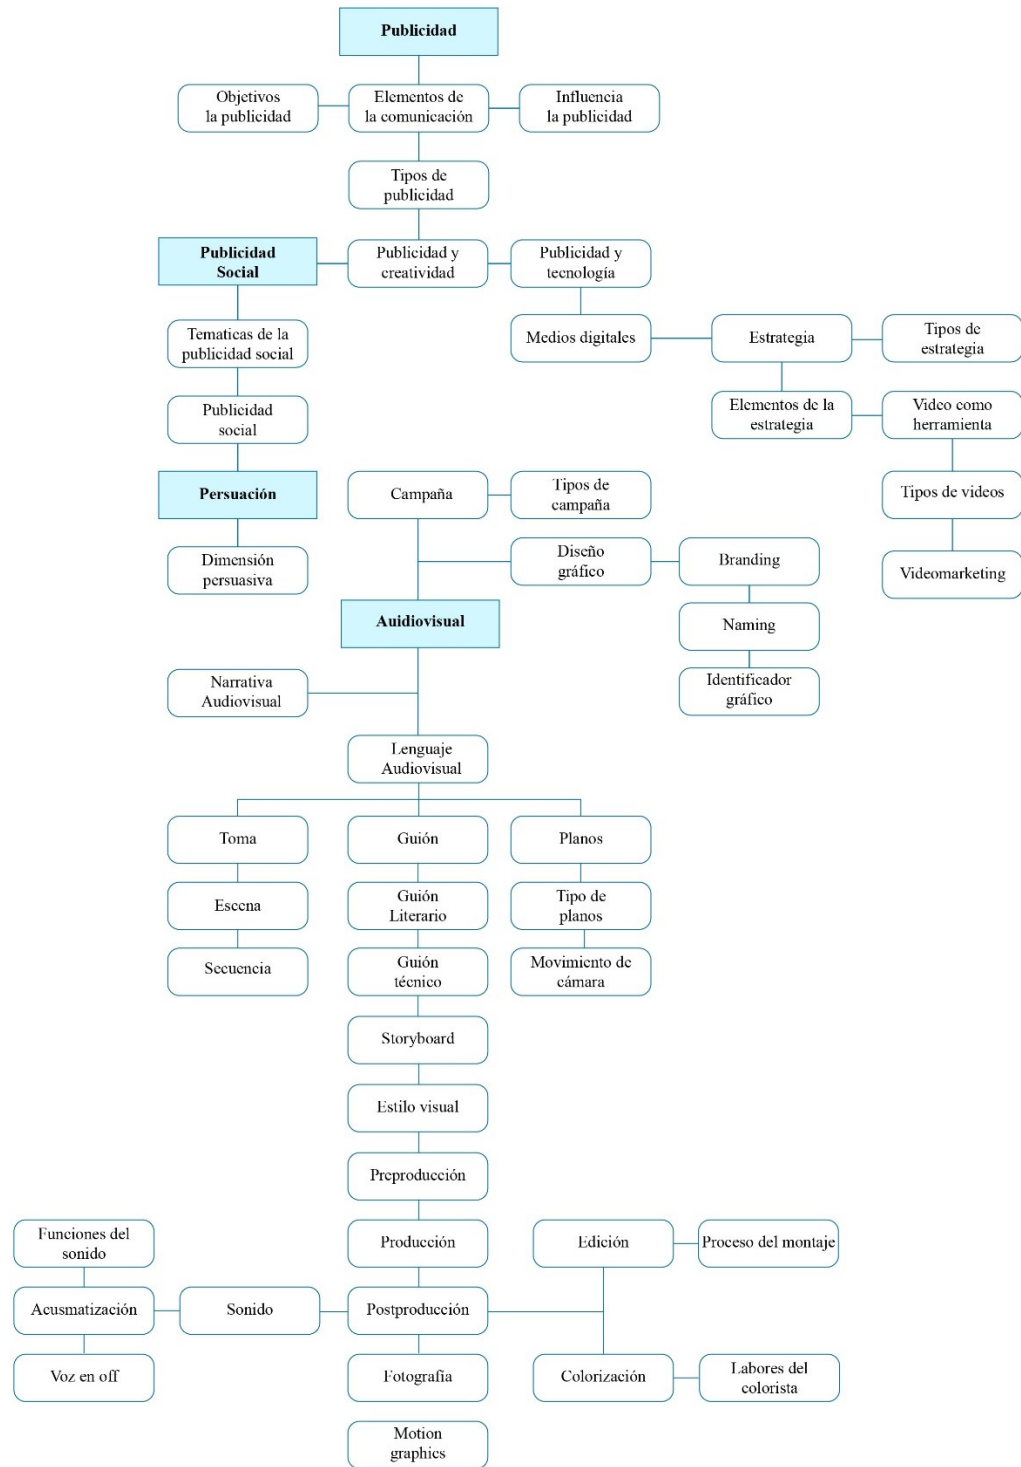 Publicidad
Objetivos
la publicidad
Elementos de
la comunicación
Influencia
la publicidad
Tipos de
publicidad
Publicidad
Social
Publicidad y
creatividad
Publicidad y
tecnología
Tematicas de la
publicidad social
Medios digitales
Estrategia
Tipos de
estrategia
Publicidad
social
Elementos de la
estrategia
Video como
herramienta
Persuación
Campaña
Tipos de
campaña
Tipos de videos
Dimensión
persuasiva
Diseño
gráfico
Branding
Videomarketing
Auidiovisual
Naming
Narrativa
Audiovisual
Identificador
gráfico
Lenguaje
Audiovisual
Toma
Guión
Planos
Escena
Guión
Literario
Tipo de
planos
Secuencia
Guión
técnico
Movimiento de
cámara
Storyboard
Estilo visual
Preproducción
Funciones del
sonido
Producción
Edición
Proceso del montaje
Acusmatización
Sonido
Postproducción
Voz en off
Fotografía
Colorización
Labores del
colorista
Motion
graphics